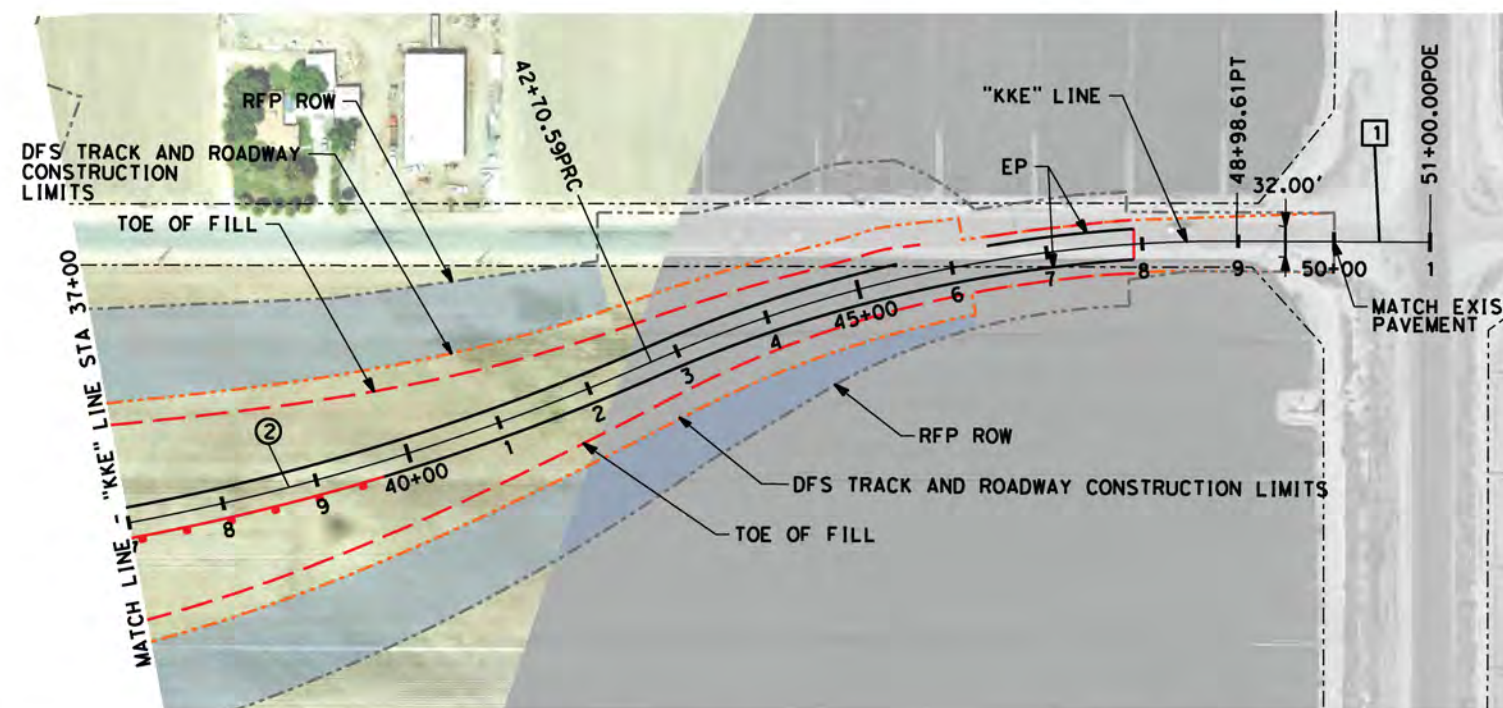 RFP ROW
DFS TRACK AND ROADWAY
CONSTRUCTION
LIMITS
TOE OF FILL
42+70.59PRC
"KKE" LINE
EP
48+98.61PT
32.00'
1
51+00.00POE
MATCH LINE - "KKE" LINE STA 37+00
2
7
8
9
40+00
1
2
3
4
45+00
6
7
8
9
50+00
1
MATCH EXIS
PAVEMENT
RFP ROW
DFS TRACK AND ROADWAY CONSTRUCTION LIMITS
TOE OF FILL